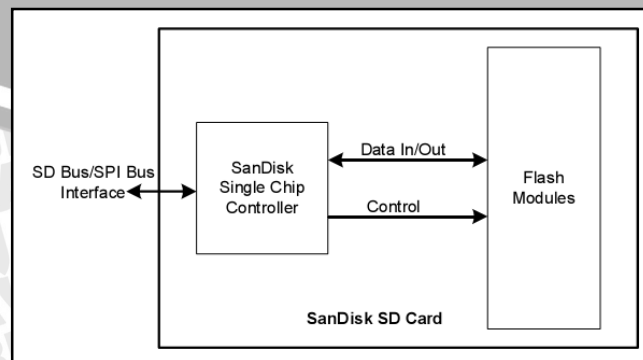 SD Bus/SPI Bus
Interface
SanDisk
Single Chip
Controller
Data In/Out
Control
Flash
Modules
SanDisk SD Card